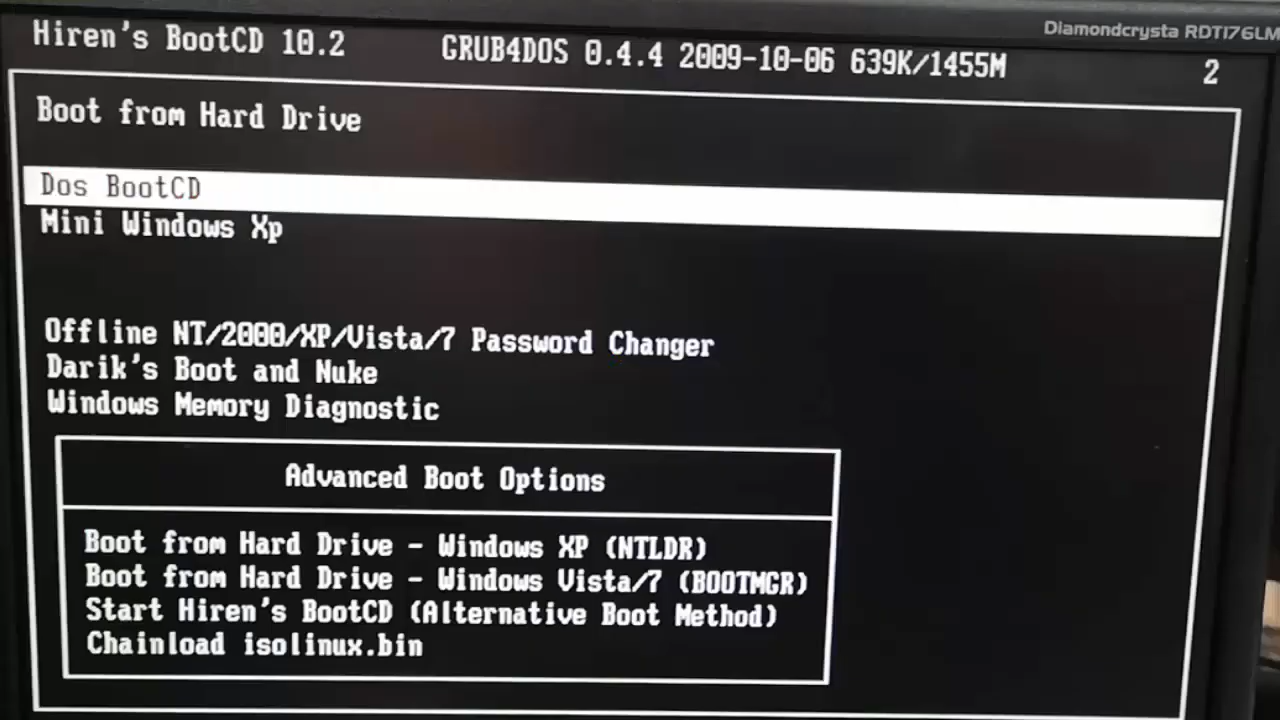 Diamondcrysta RDT176LM
Hiren's BootCD 10.2
GRUB4DOS 0.4.4 2009-10-06 639K/1455M
2
Boot from Hard Drive
Dos BootCD
Mini Windows Xp
Offline NT/2000/XP/Vista/7 Password Changer
Darik's Boot and Nuke
Windows Memory Diagnostic
Advanced Boot Options
Boot from Hard Drive - Windows XP (NTLDR)
Boot from Hard Drive - Windows Vista/7 (BOOTMGR)
Start Hiren's BootCD (Alternative Boot Method)
Chainload isolinux.bin